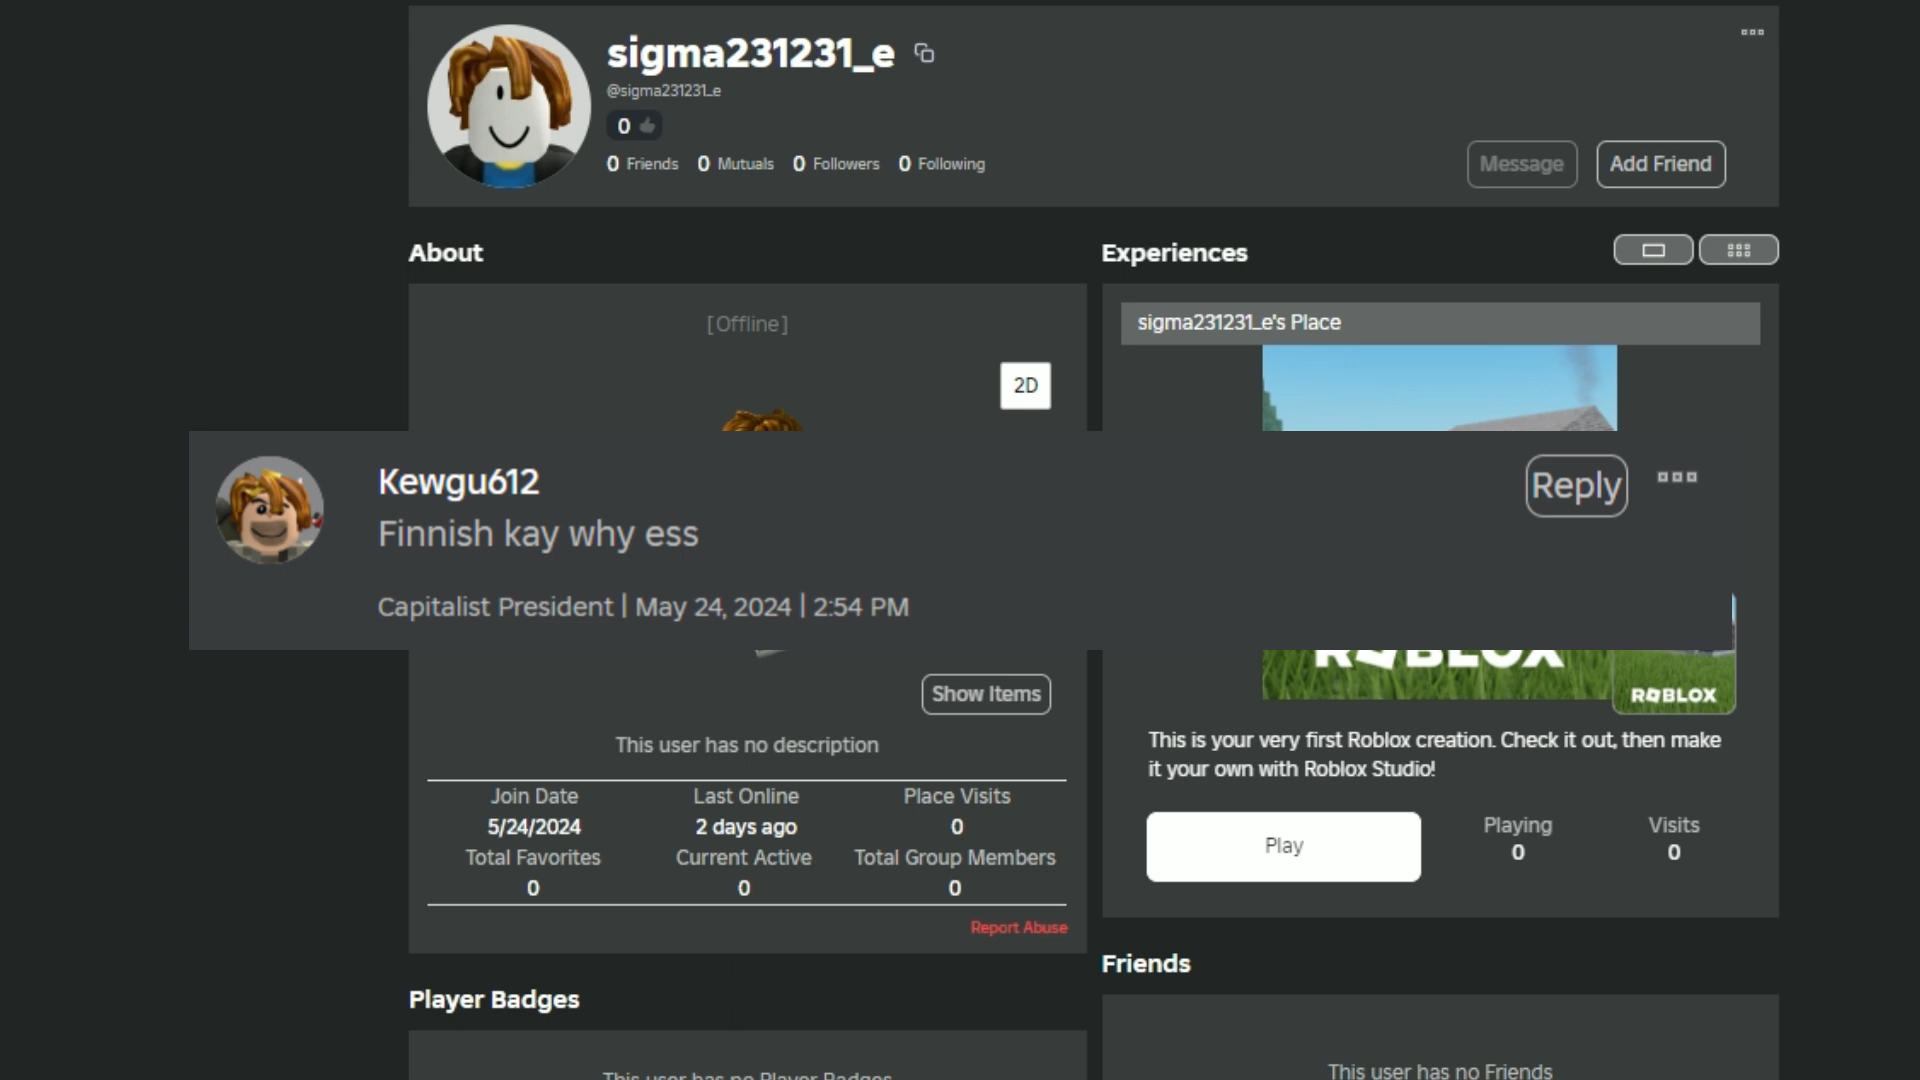 sigma231231_e
@sigma231231_e
0
0 Friends 0 Mutuals 0 Followers 0 Following
Message
Add Friend
About
[Offline]
2D
Experiences
sigma231231_e's Place
Kewgu612
Finnish kay why ess
Capitalist President | May 24, 2024 | 2:54 PM
Reply
Show Items
This user has no description
Join Date Last Online Place Visits
5/24/2024 2 days ago 0
Total Favorites Current Active Total Group Members
0 0 0
Report Abuse
ROBLOX
ROBLOX
This is your very first Roblox creation. Check it out, then make
it your own with Roblox Studio!
Play
Playing Visits
0 0
Player Badges
This user has no Player Badges
Friends
This user has no Friends